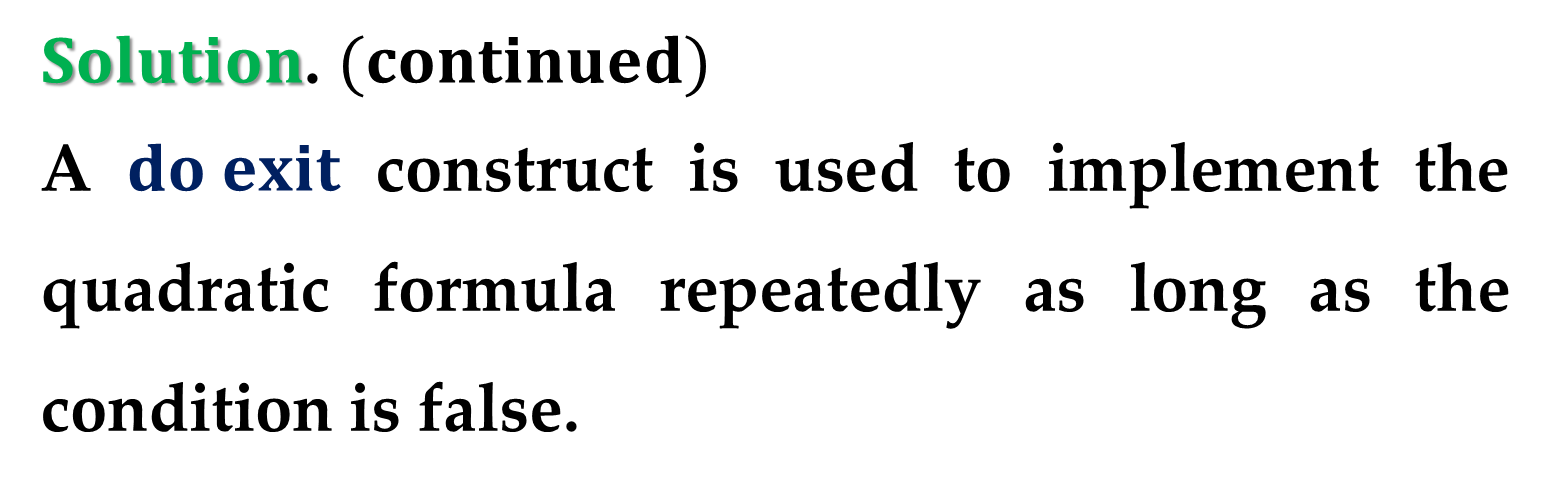 Solution. (continued)
A do exit construct is used to implement the
quadratic formula repeatedly as long as the
condition is false.